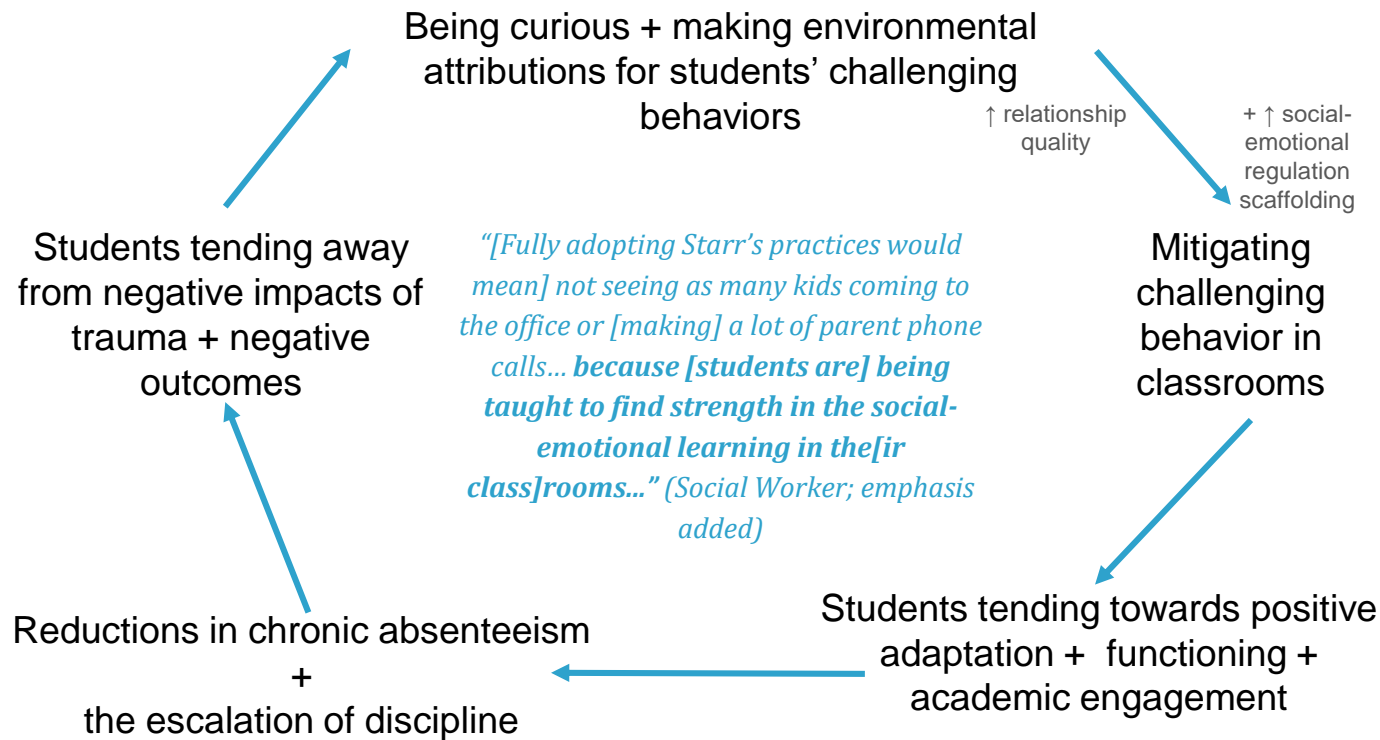 Being curious + making environmental
attributions for students’ challenging
behaviors
↑ relationship
quality
+ ↑ social-
emotional
regulation
scaffolding
Mitigating
challenging
behavior in
classrooms
Students tending away
from negative impacts of
trauma + negative
outcomes
“[Fully adopting Starr’s practices would
mean] not seeing as many kids coming to
the office or [making] a lot of parent phone
calls… because [students are] being
taught to find strength in the social-
emotional learning in the[ir
class]rooms…” (Social Worker; emphasis
added)
Students tending towards positive
adaptation + functioning +
academic engagement
Reductions in chronic absenteeism
+
the escalation of discipline